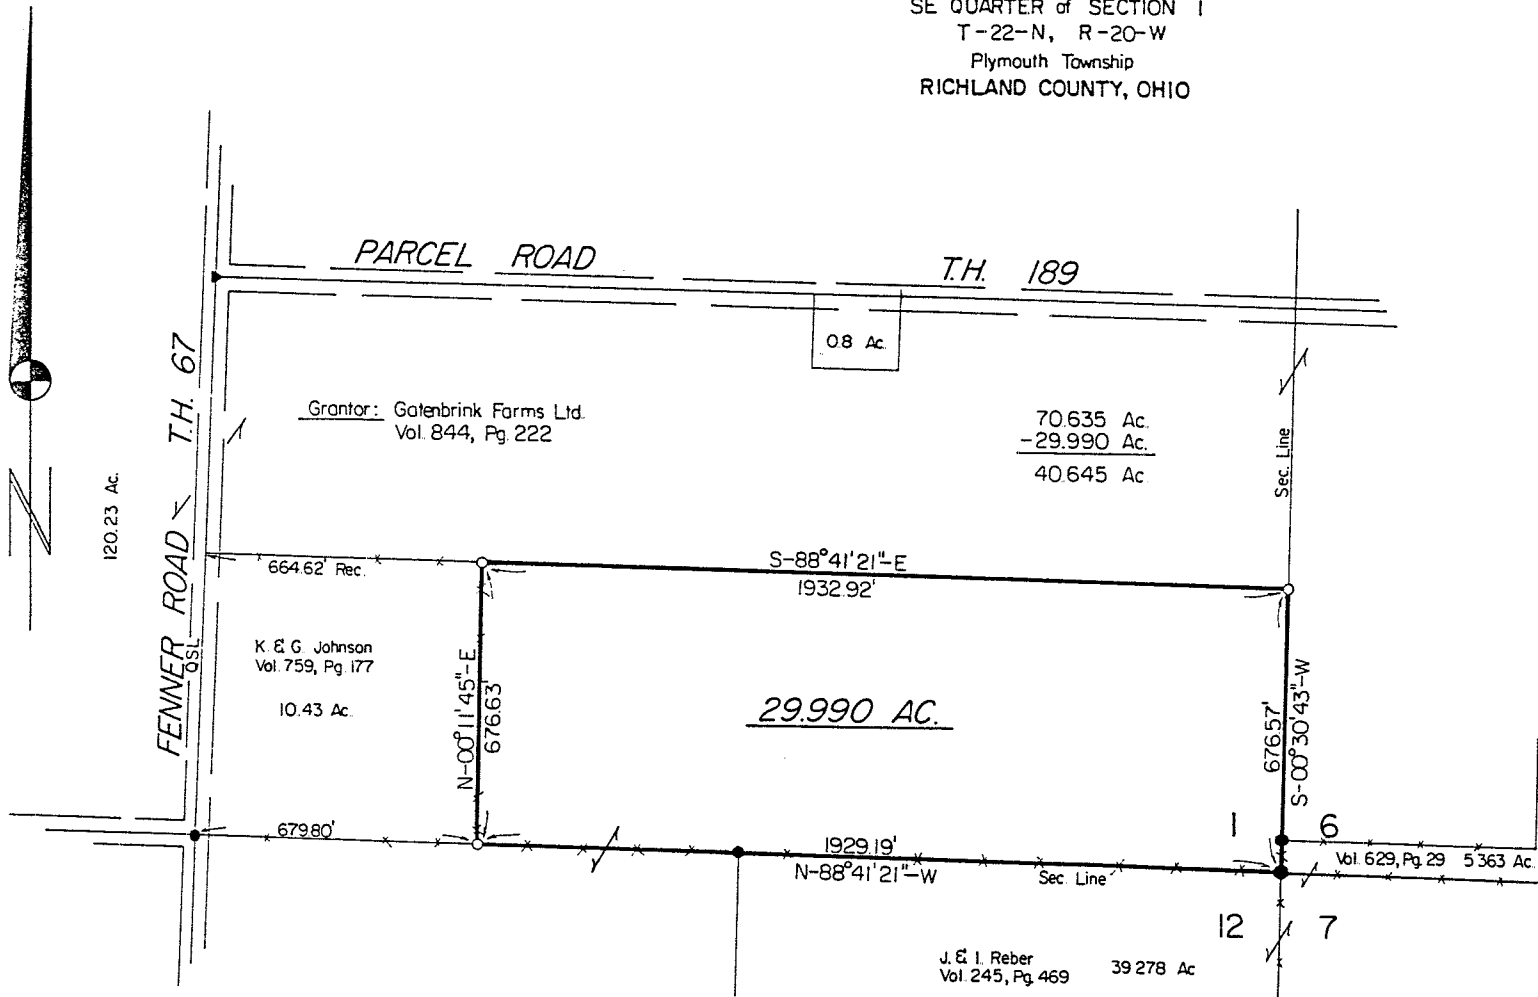 SE QUARTER of SECTION 1
T-22-N, R-20-W
Plymouth Township
RICHLAND COUNTY, OHIO
PARCEL ROAD T.H. 189
0.8 Ac.
FENNER ROAD T.H. 67
Grantor: Gatenbrink Farms Ltd.
Vol. 844, Pg. 222
70.635 Ac.
-29.990 Ac.
40.645 Ac
Sec. Line
N
120.23 Ac.
664.62' Rec.
S-88°41'21"-E
1932.92'
QSL
K. & G. Johnson
Vol. 759, Pg. 177
10.43 Ac.
N-00°11'45"-E
676.63'
29.990 AC.
676.57'
S-00°30'43"-W
679.80'
1929.19'
N-88°41'21"-W
Sec. Line
1 6
Vol. 629, Pg. 29 5.363 Ac.
12 7
J. & I. Reber
Vol. 245, Pg. 469
39.278 Ac